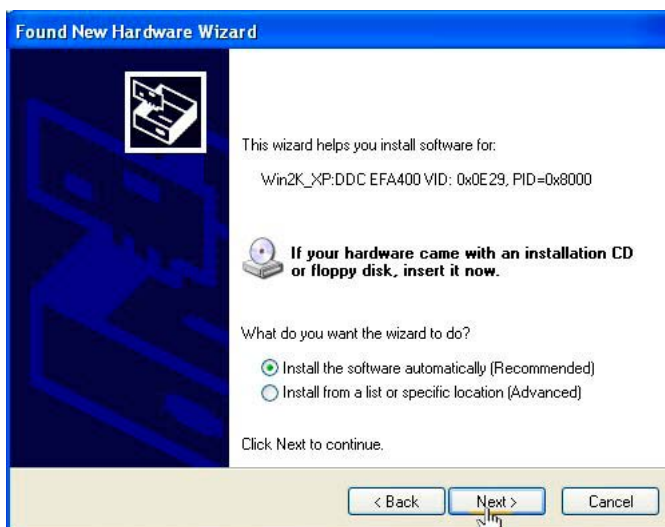 Found New Hardware Wizard
This wizard helps you install software for:
Win2K_XP:DDC EFA400 VID: 0x0E29, PID=0x8000
If your hardware came with an installation CD
or floppy disk, insert it now.
What do you want the wizard to do?
Install the software automatically (Recommended)
Install from a list or specific location (Advanced)
Click Next to continue.
< Back Next > Cancel